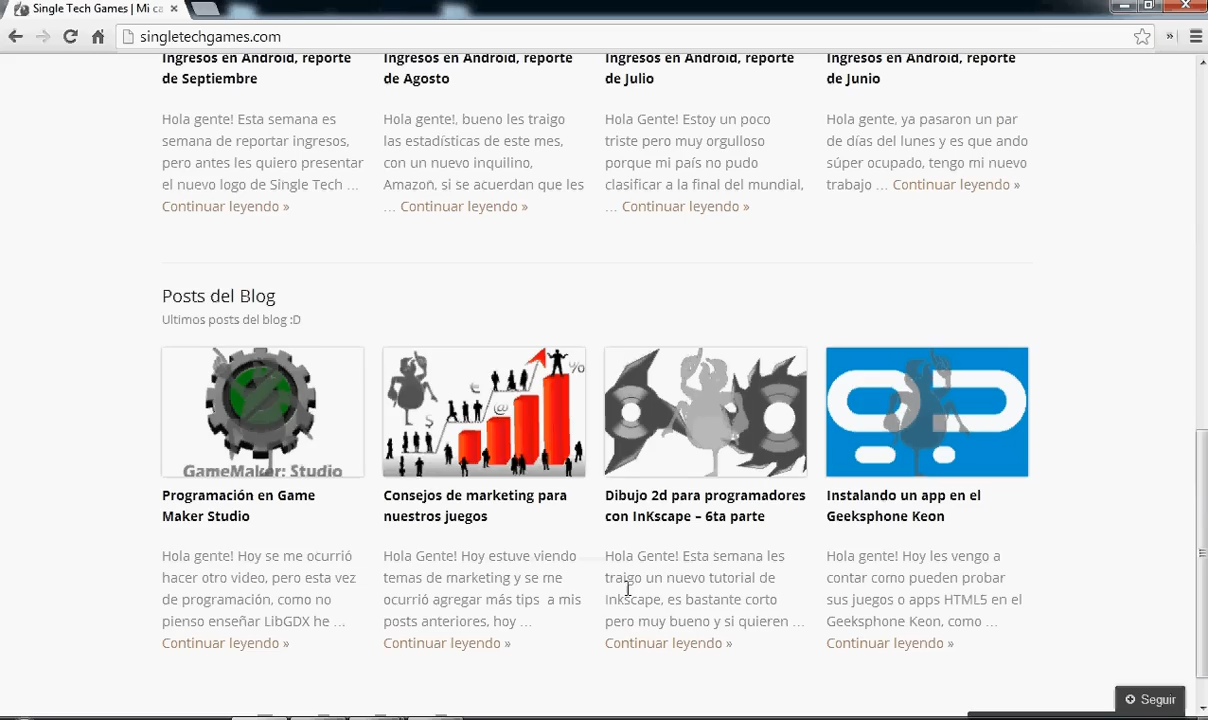 Single Tech Games | Mi ca
singletechgames.com
Ingresos en Android, reporte
de Septiembre
Hola gente! Esta semana es
semana de reportar ingresos,
pero antes les quiero presentar
el nuevo logo de Single Tech ...
Continuar leyendo »
Ingresos en Android, reporte
de Agosto
Hola gente!, bueno les traigo
las estadísticas de este mes,
con un nuevo inquilino,
Amazon, si se acuerdan que les
... Continuar leyendo »
Ingresos en Android, reporte
de Julio
Hola Gente! Estoy un poco
triste pero muy orgulloso
porque mi país no pudo
clasificar a la final del mundial,
... Continuar leyendo »
Ingresos en Android, reporte
de Junio
Hola gente, ya pasaron un par
de días del lunes y es que ando
súper ocupado, tengo mi nuevo
trabajo ... Continuar leyendo »
Posts del Blog
Ultimos posts del blog :D
GameMaker: Studio
Programación en Game
Maker Studio
Hola gente! Hoy se me ocurrió
hacer otro video, pero esta vez
de programación, como no
pienso enseñar LibGDX he ...
Continuar leyendo »
€
%
@
$
Consejos de marketing para
nuestros juegos
Hola Gente! Hoy estuve viendo
temas de marketing y se me
ocurrió agregar más tips a mis
posts anteriores, hoy ...
Continuar leyendo »
Dibujo 2d para programadores
con InKscape – 6ta parte
Hola Gente! Esta semana les
traigo un nuevo tutorial de
Inkscape, es bastante corto
pero muy bueno y si quieren ...
Continuar leyendo »
Instalando un app en el
Geeksphone Keon
Hola gente! Hoy les vengo a
contar como pueden probar
sus juegos o apps HTML5 en el
Geeksphone Keon, como ...
Continuar leyendo »
Seguir